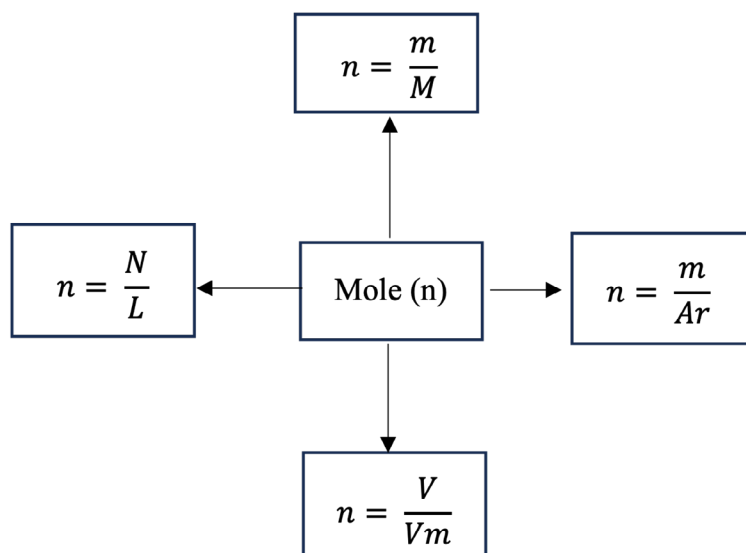 n = m/M
n = N/L
Mole (n)
n = m/Ar
n = V/Vm